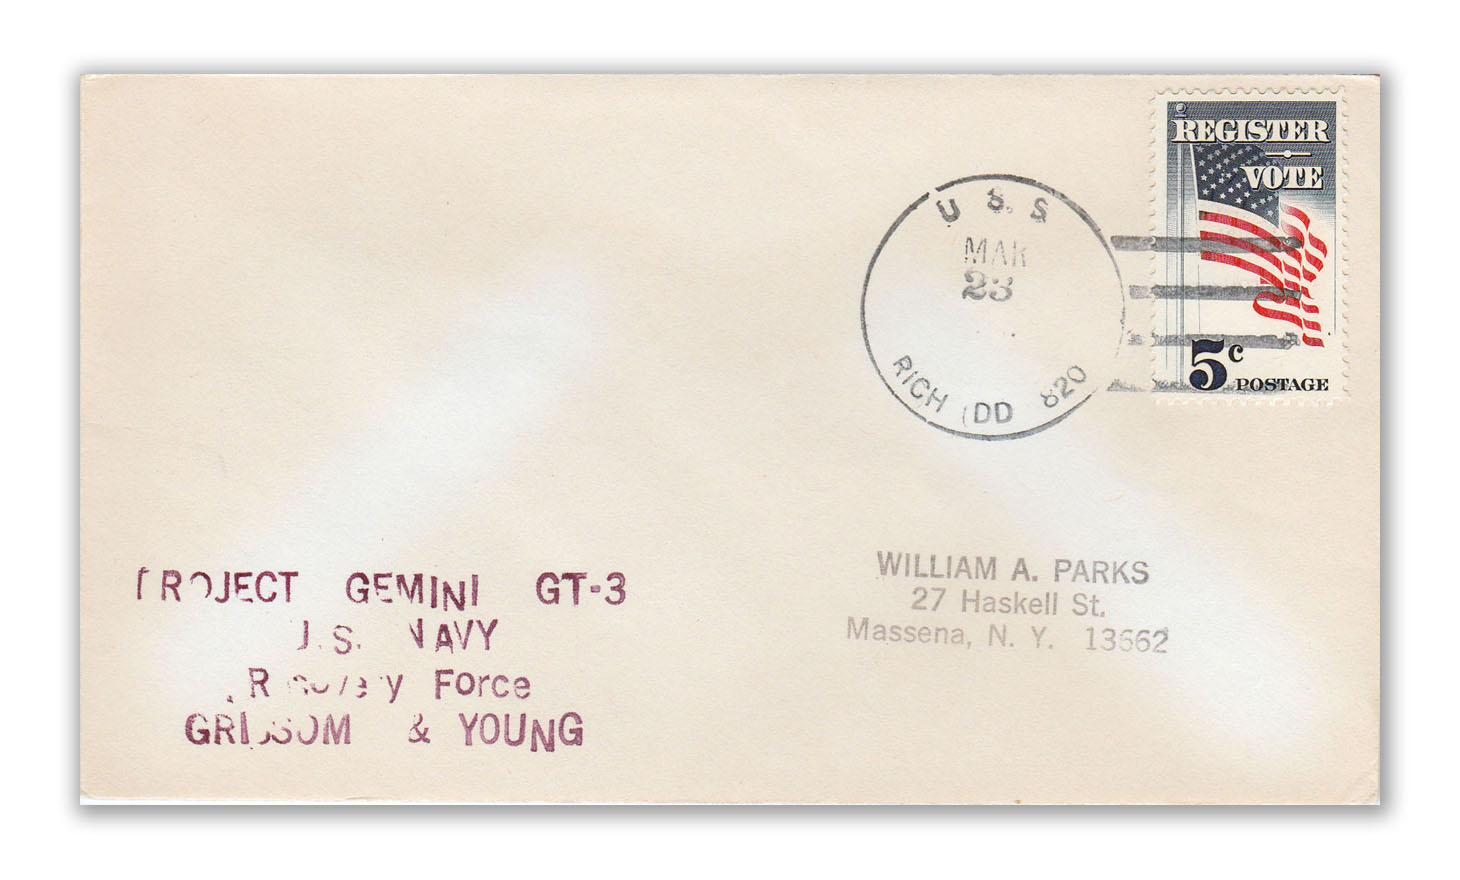 REGISTER
VOTE
5c POSTAGE
U.S.S.
MAR
23
RICH (DD 820
PROJECT GEMINI GT-3
U.S. NAVY
Recovery Force
GRISSOM & YOUNG
WILLIAM A. PARKS
27 Haskell St.
Massena, N. Y. 13662